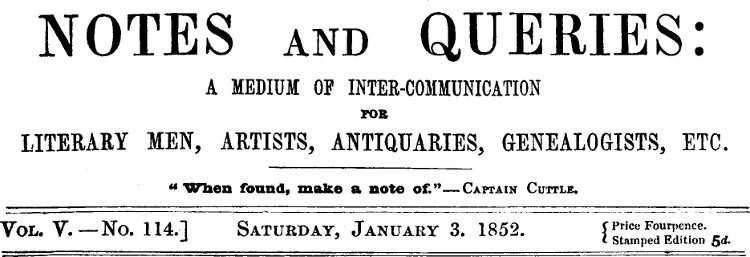 NOTES AND QUERIES:
A MEDIUM OF INTER-COMMUNICATION
FOR
LITERARY MEN, ARTISTS, ANTIQUARIES, GENEALOGISTS, ETC.
"When found, make a note of."—CAPTAIN CUTTLE.
VOL. V.—No. 114.] SATURDAY, JANUARY 3. 1852. { Price Fourpence.
Stamped Edition 5d.